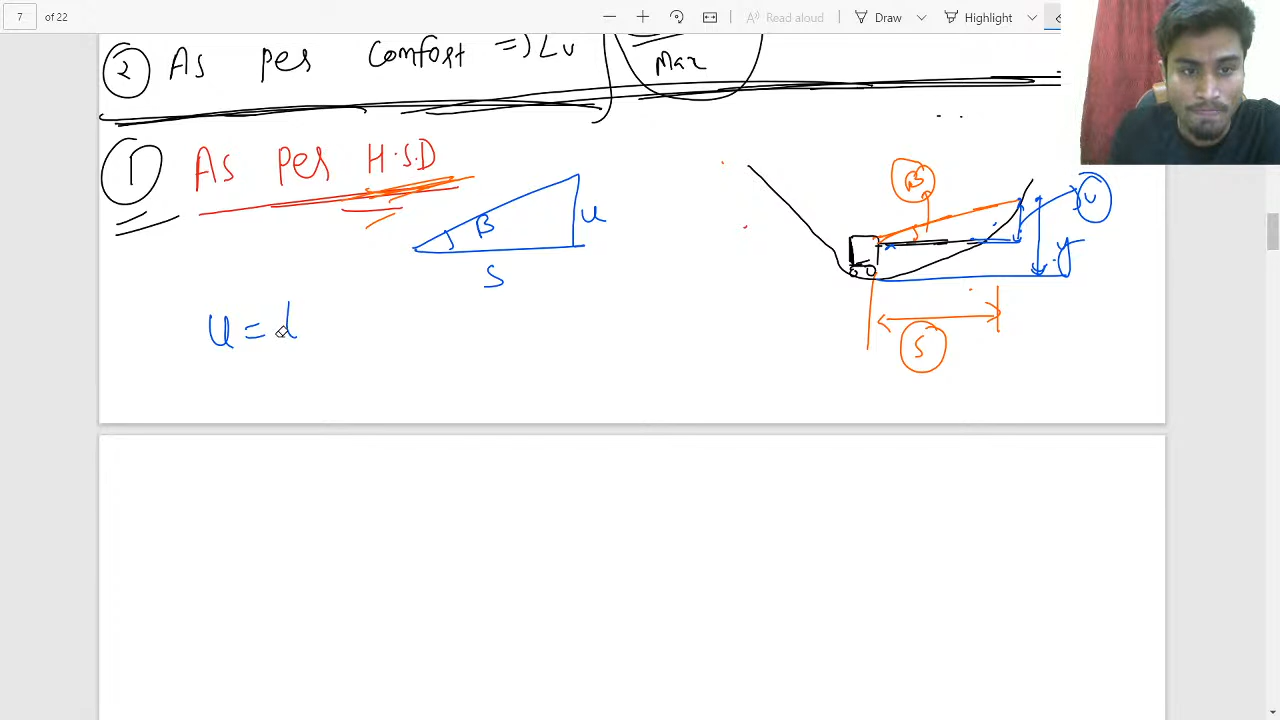 7 of 22
Read aloud
Draw
Highlight
② As per Comfort => Lv
Max
① As per H.S.D
β
u
S
β
u
y
S
u = d